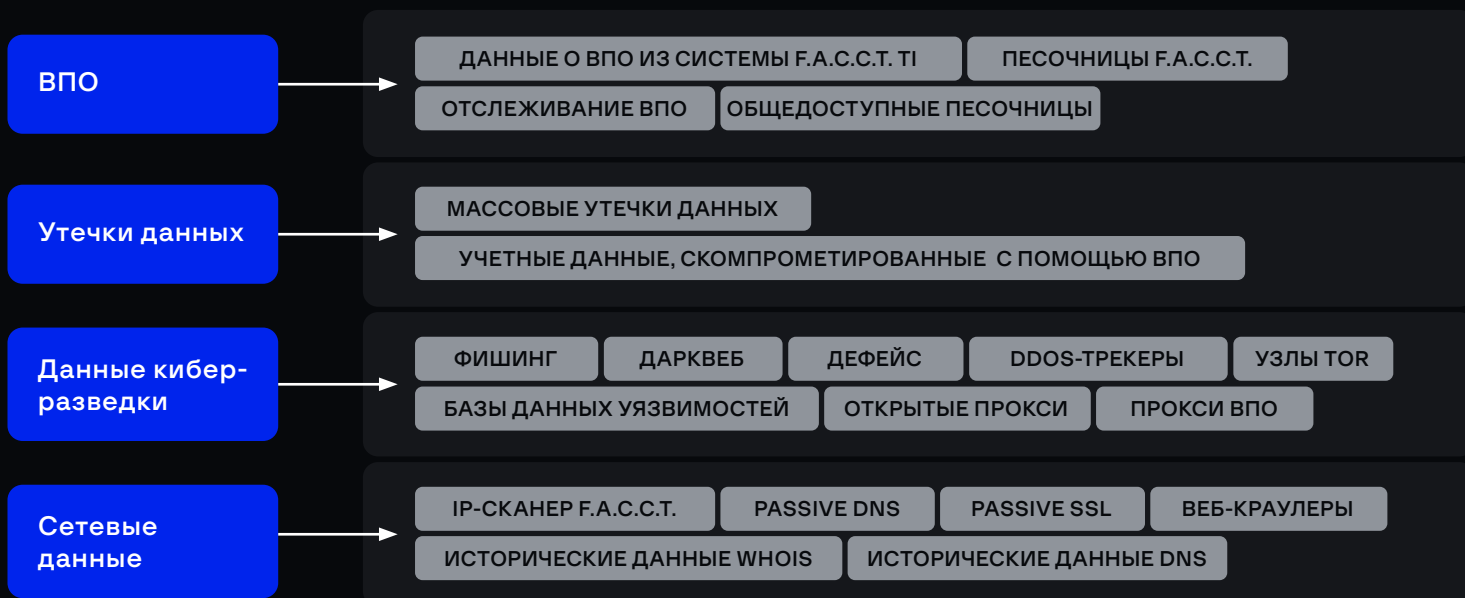 ВПО
ДАННЫЕ О ВПО ИЗ СИСТЕМЫ F.A.C.C.T. TI
ПЕСОЧНИЦЫ F.A.C.C.T.
ОТСЛЕЖИВАНИЕ ВПО
ОБЩЕДОСТУПНЫЕ ПЕСОЧНИЦЫ
Утечки данных
МАССОВЫЕ УТЕЧКИ ДАННЫХ
УЧЕТНЫЕ ДАННЫЕ, СКОМПРОМЕТИРОВАННЫЕ С ПОМОЩЬЮ ВПО
Данные кибер-
разведки
ФИШИНГ
ДАРКВЕБ
ДЕФЕЙС
DDOS-ТРЕКЕРЫ
УЗЛЫ TOR
БАЗЫ ДАННЫХ УЯЗВИМОСТЕЙ
ОТКРЫТЫЕ ПРОКСИ
ПРОКСИ ВПО
Сетевые
данные
IP-СКАНЕР F.A.C.C.T.
PASSIVE DNS
PASSIVE SSL
ВЕБ-КРАУЛЕРЫ
ИСТОРИЧЕСКИЕ ДАННЫЕ WHOIS
ИСТОРИЧЕСКИЕ ДАННЫЕ DNS